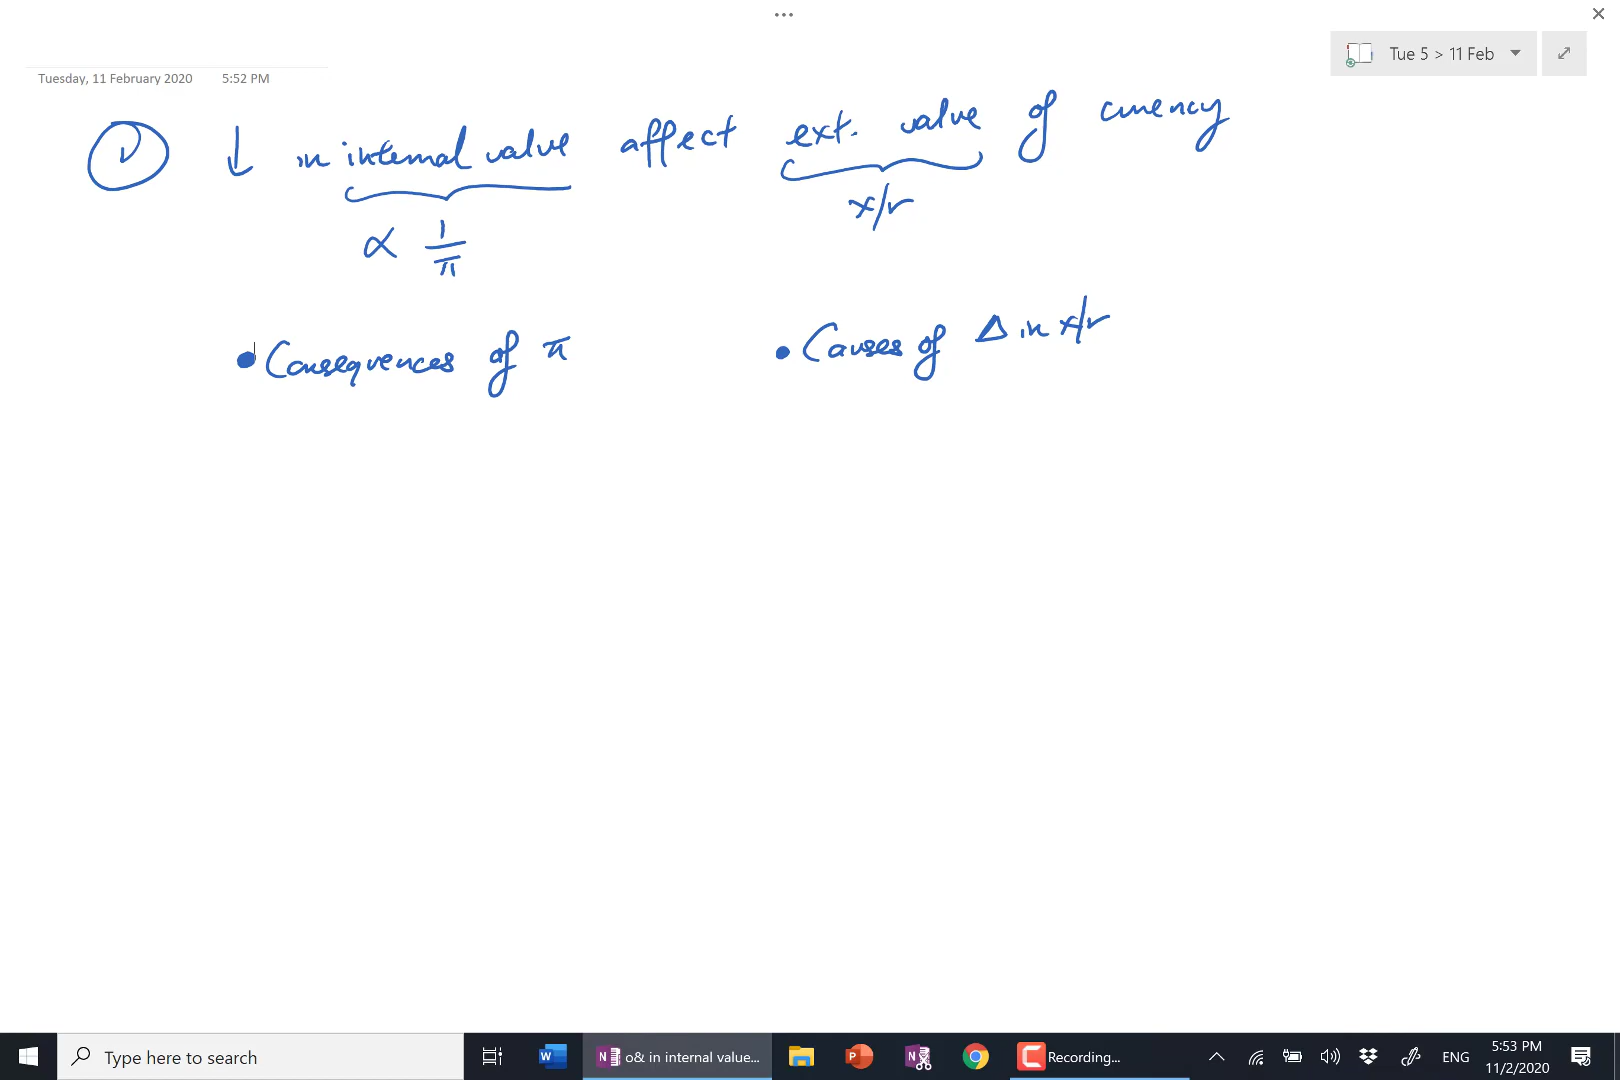 Tue 5 > 11 Feb
Tuesday, 11 February 2020 5:52 PM
① ↓ in internal value affect ext. value of currency
∝ 1/π
x/r
• Consequences of π
• Causes of Δ in x/r
Type here to search
o& in internal value...
Recording...
ENG
5:53 PM
11/2/2020